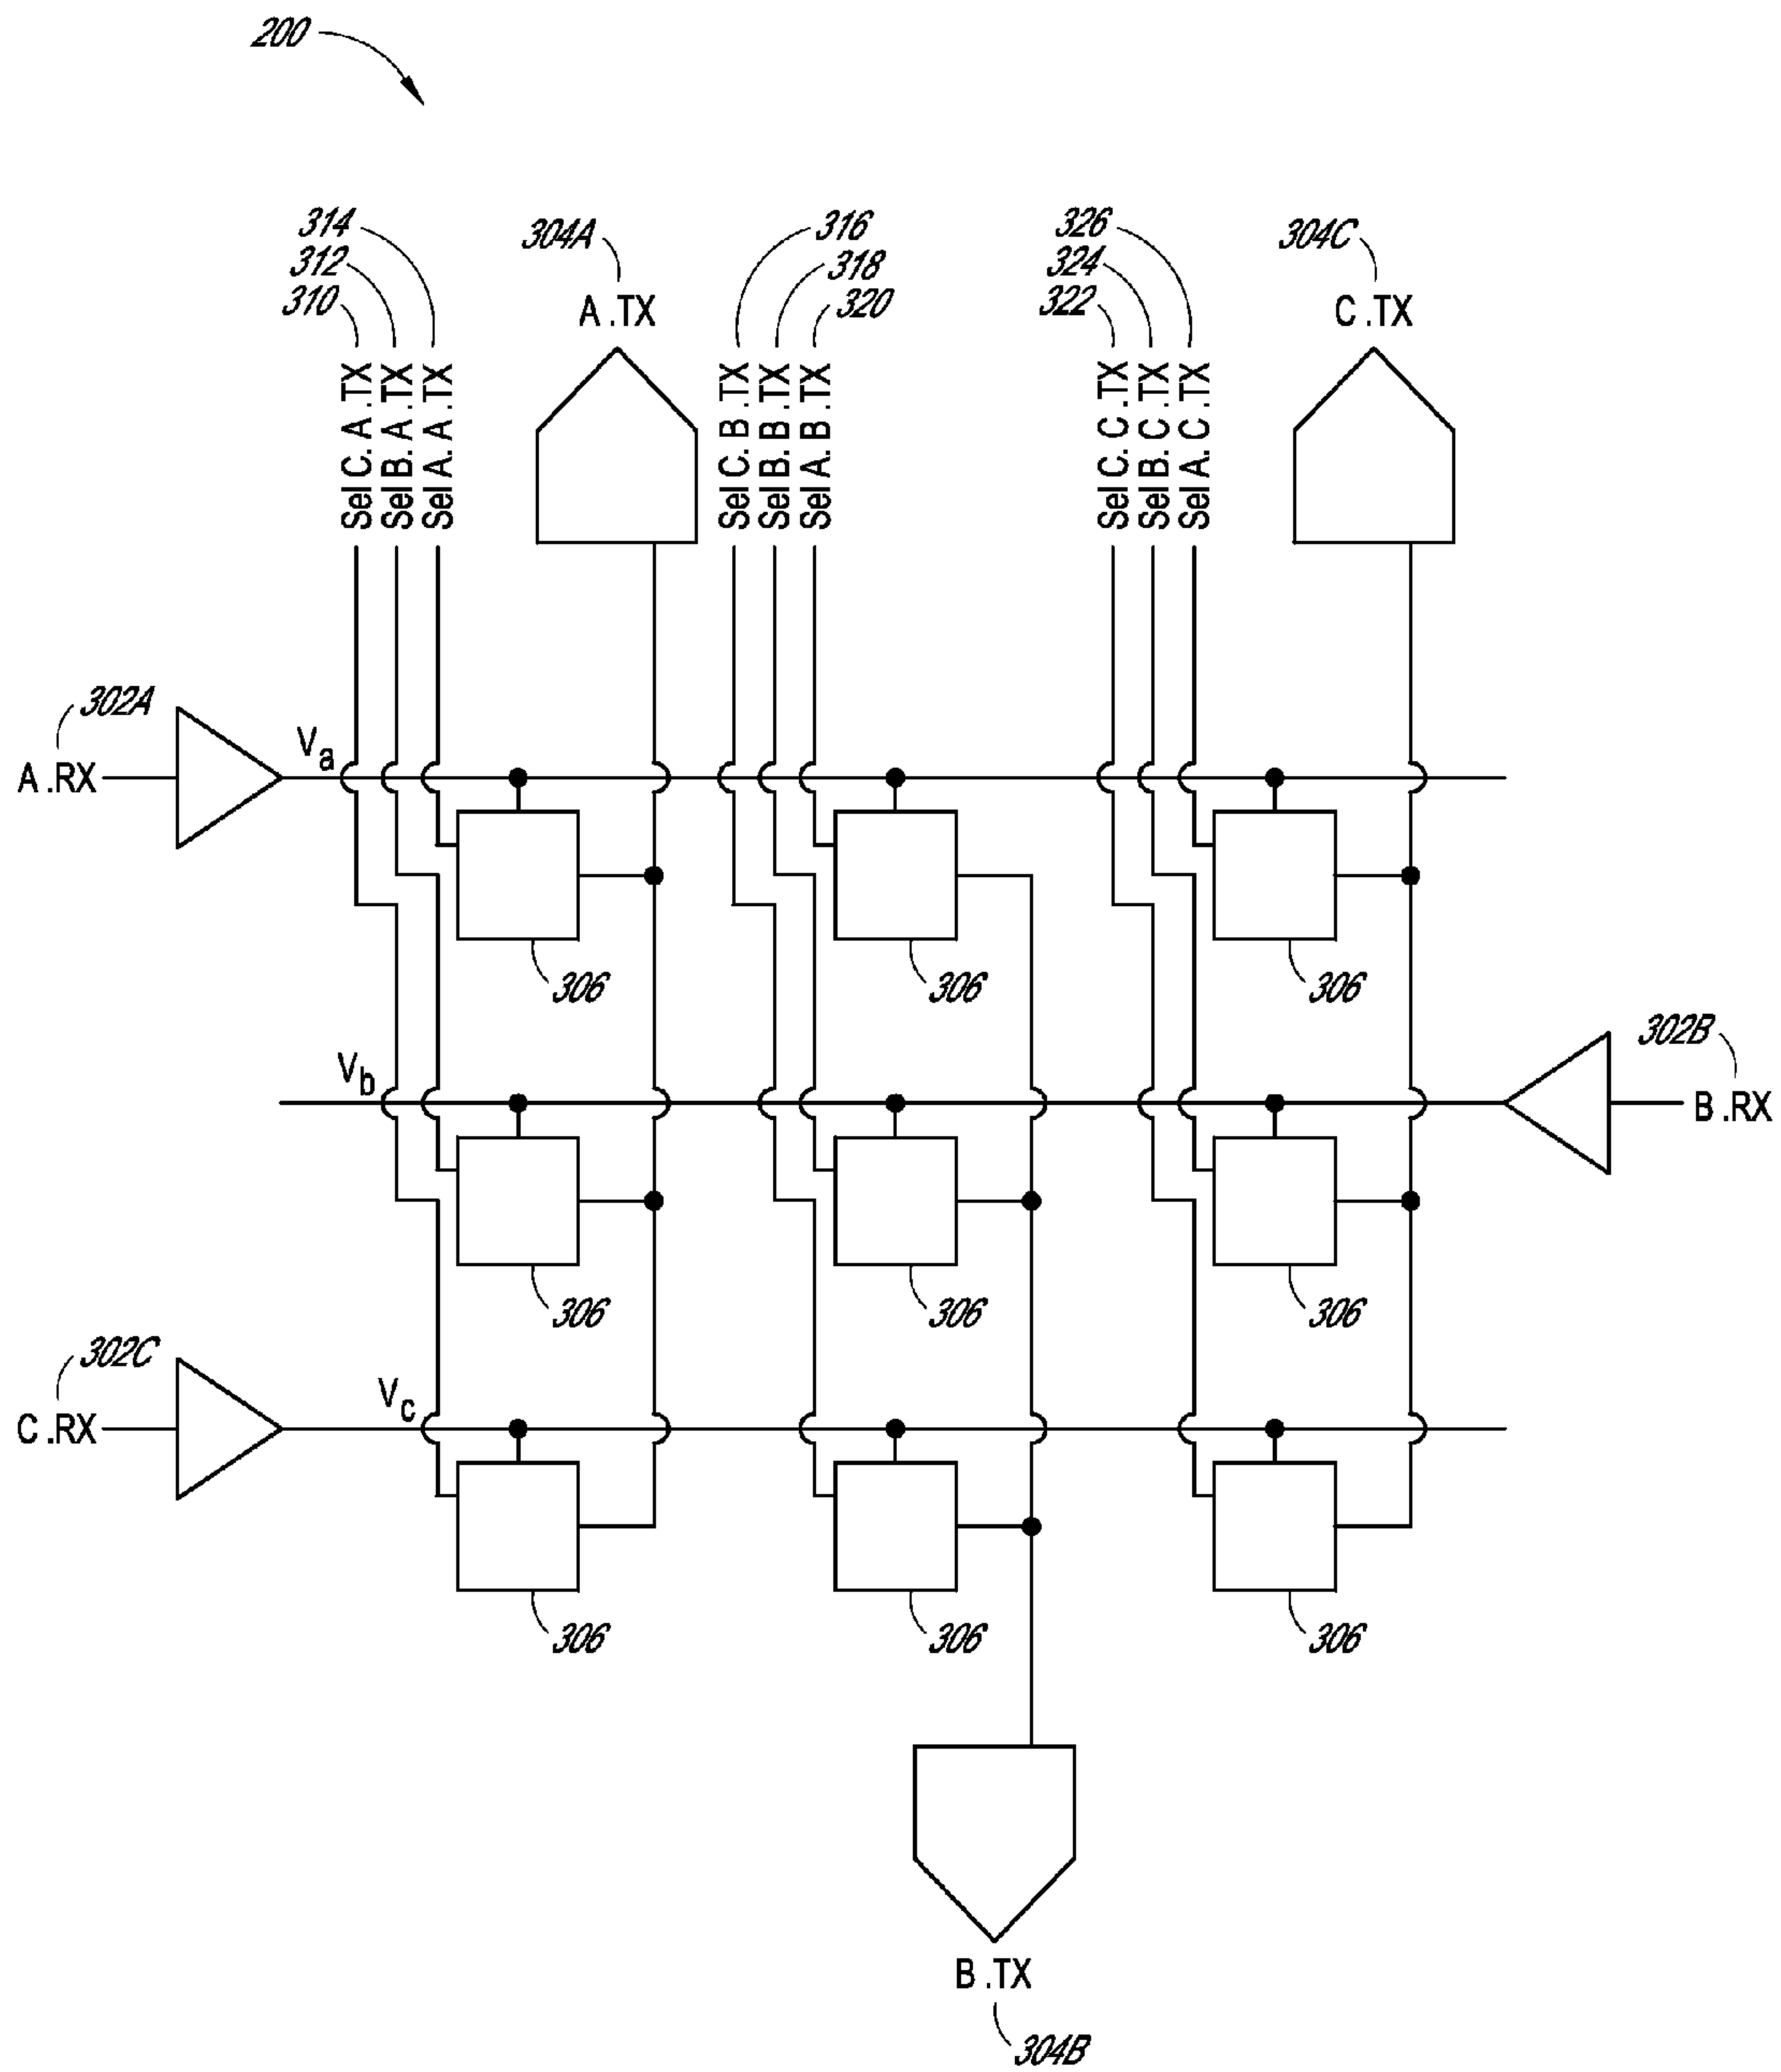 200
314
312
310
304A
A .TX
316
318
320
326
324
322
304C
C .TX
Sel C. A .TX
Sel B. A .TX
Sel A. A .TX
Sel C. B .TX
Sel B. B .TX
Sel A. B .TX
Sel C. C .TX
Sel B. C .TX
Sel A. C .TX
302A
A .RX
Va
306
306
306
302B
B .RX
Vb
306
306
306
302C
C .RX
Vc
306
306
306
B .TX
304B